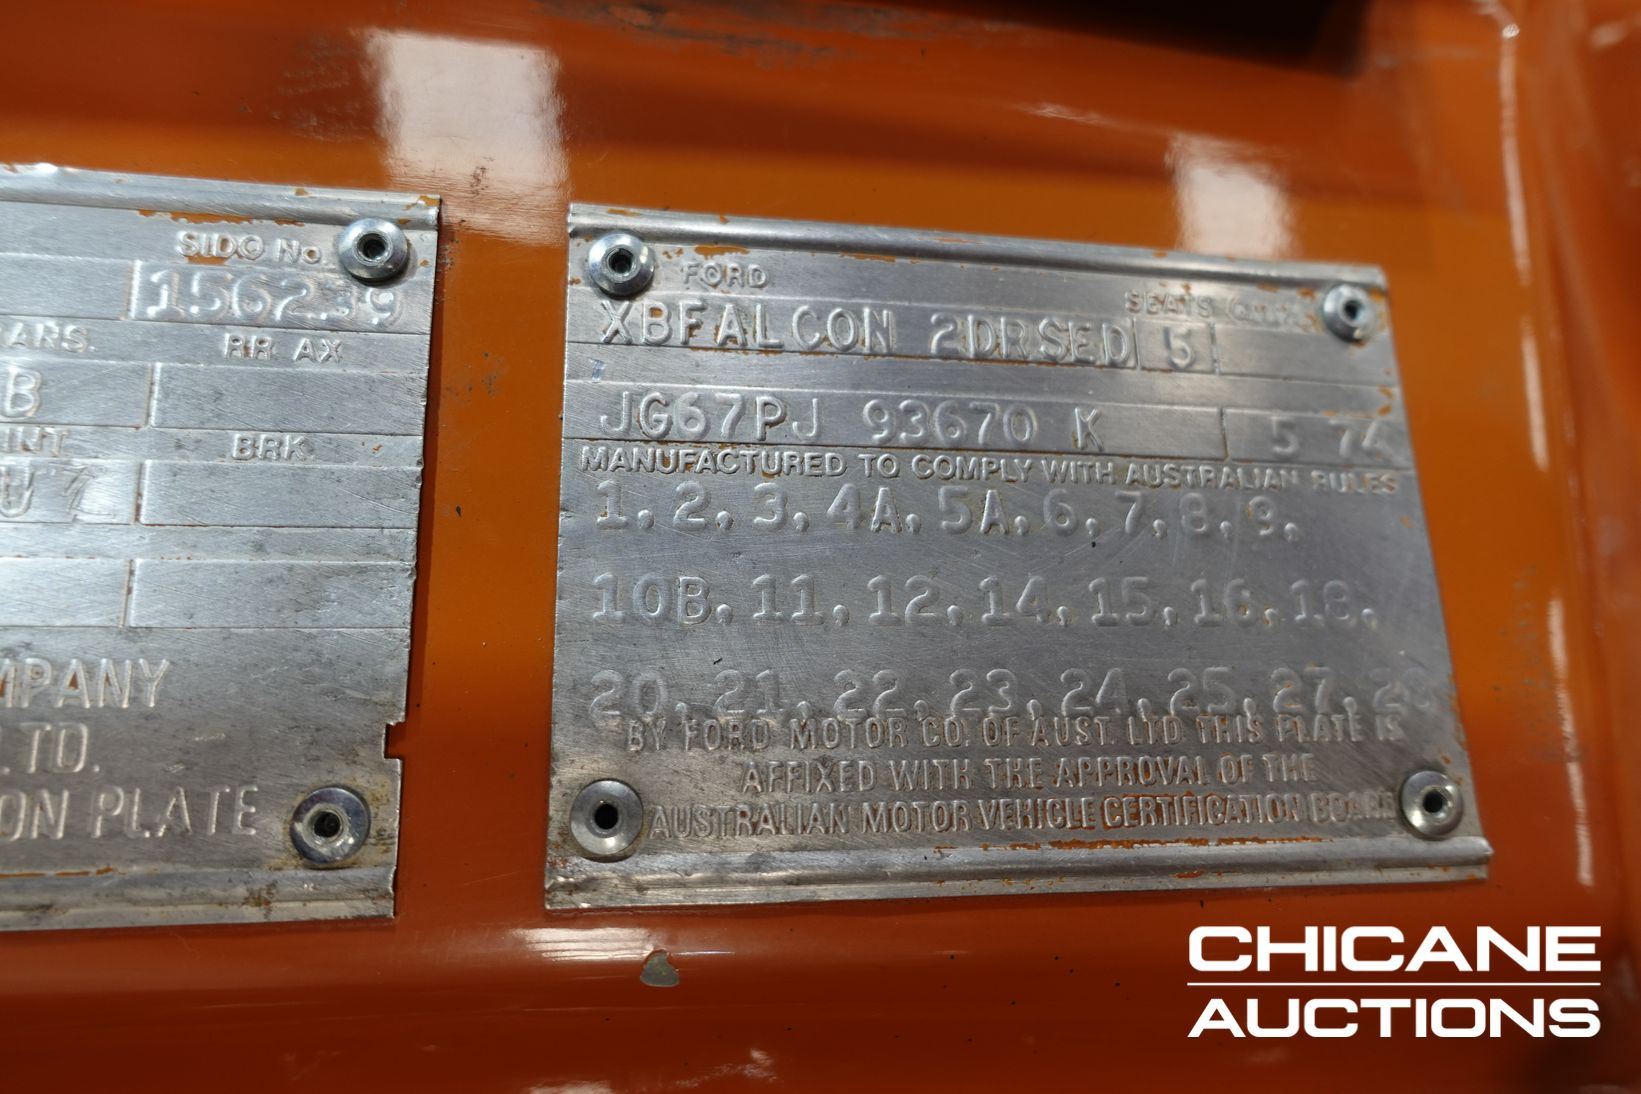 SIDO No
156239
RR AX
B
BRK
U
MPANY
LTD.
ON PLATE
FORD
SEATS
XBFALCON 2DRSED 5
JG67PJ 93670 K 5 74
MANUFACTURED TO COMPLY WITH AUSTRALIAN RULES
1, 2, 3, 4A, 5A, 6, 7, 8, 9,
10B, 11, 12, 14, 15, 16, 18,
20, 21, 22, 23, 24, 25, 27, 28
BY FORD MOTOR CO. OF AUST. LTD THIS PLATE IS
AFFIXED WITH THE APPROVAL OF THE
AUSTRALIAN MOTOR VEHICLE CERTIFICATION BOARD
CHICANE
AUCTIONS